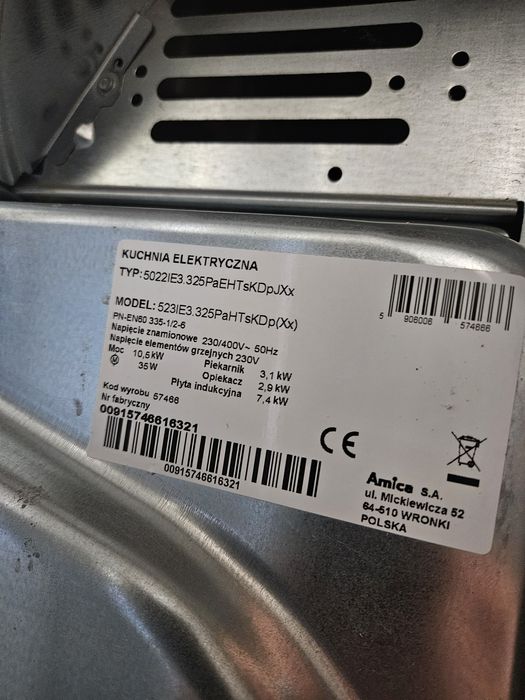 KUCHNIA ELEKTRYCZNA
TYP: 5022IE3.325PaEHTsKDpJXx
MODEL: 523IE3.325PaHTsKDp(Xx)
PN-EN60 335-1/2-6
Napięcie znamionowe 230/400V~ 50Hz
Napięcie elementów grzejnych 230V
Moc 10,5kW Piekarnik 3,1 kW
35W Opiekacz 2,9 kW
Płyta indukcyjna 7,4 kW
Kod wyrobu 57466
Nr fabryczny
00915746616321
00915746616321
5 906006 574666
CE
Amica S.A.
ul. Mickiewicza 52
64-510 WRONKI
POLSKA